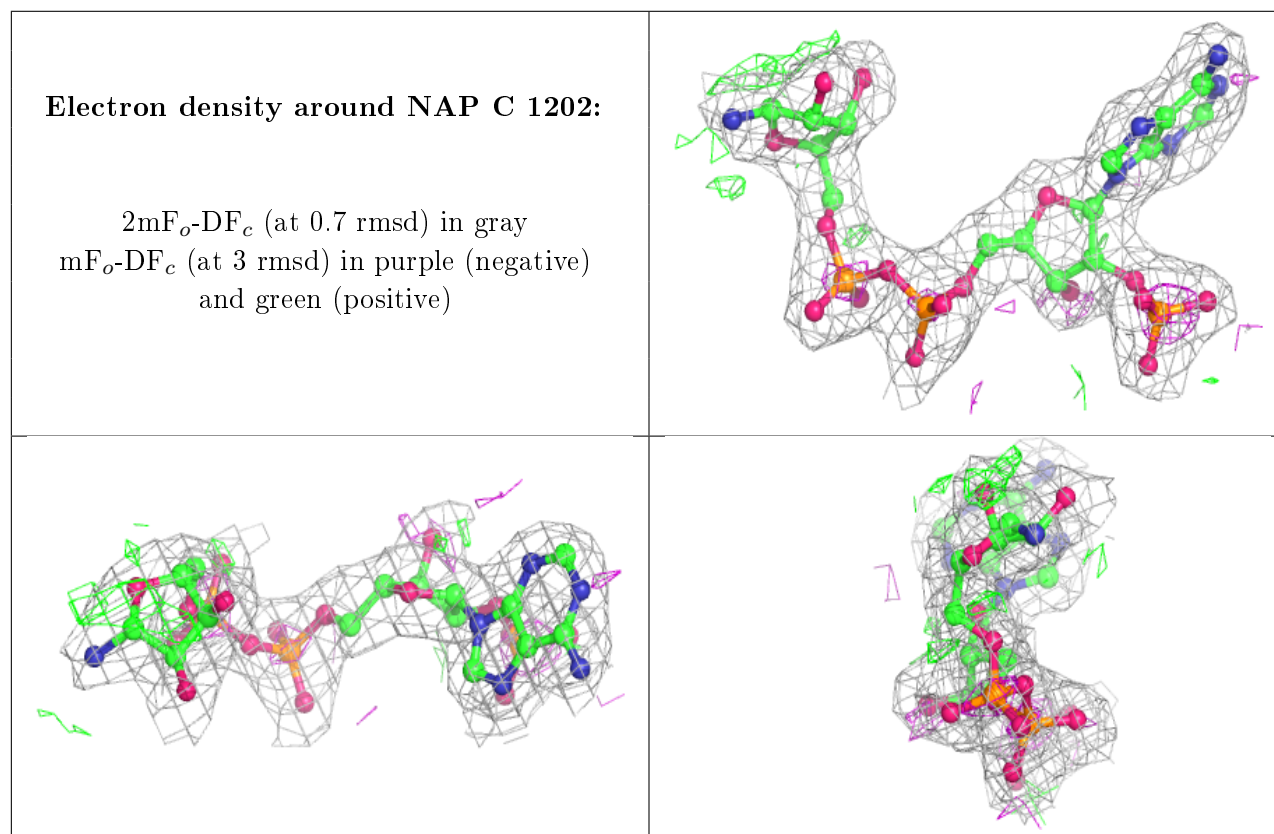 Electron density around NAP C 1202:
2mFo-DFc (at 0.7 rmsd) in gray
mFo-DFc (at 3 rmsd) in purple (negative)
and green (positive)